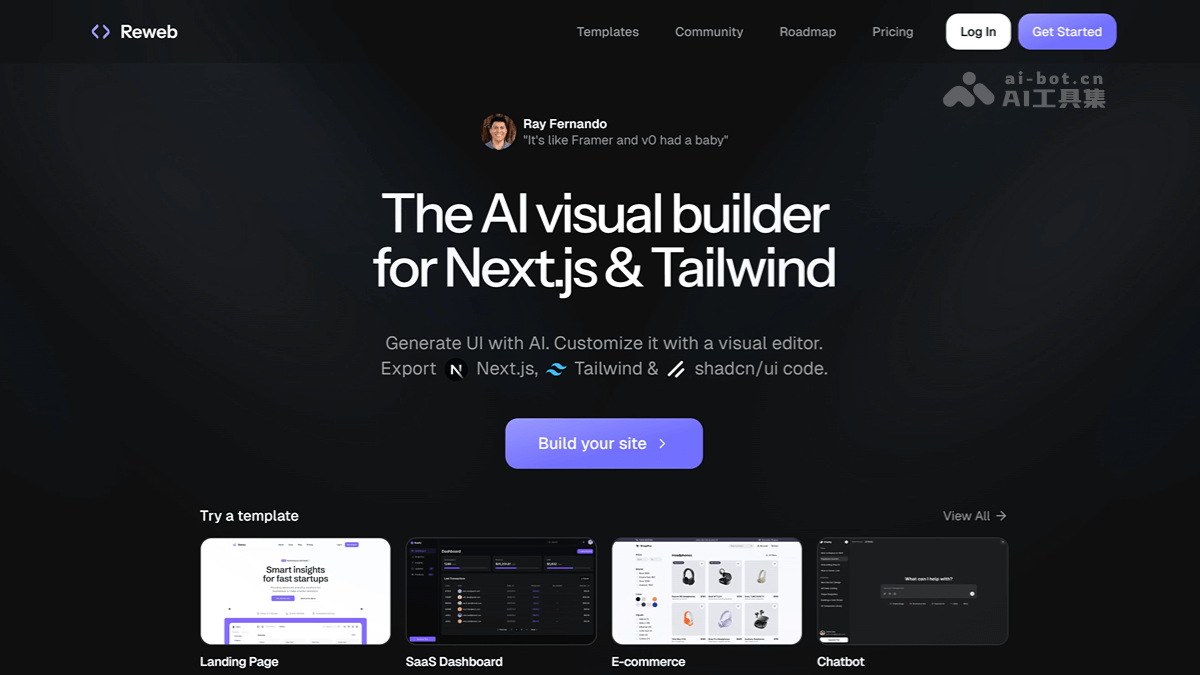 Reweb
Templates
Community
Roadmap
Pricing
Log In
Get Started
ai-bot.cn
AI工具集
Ray Fernando
"It's like Framer and v0 had a baby"
The AI visual builder
for Next.js & Tailwind
Generate UI with AI. Customize it with a visual editor.
Export Next.js, Tailwind & shadcn/ui code.
Build your site
Try a template
View All
Smart insights
for fast startups
Dashboard
Headphones
What can I help with?
Landing Page
SaaS Dashboard
E-commerce
Chatbot